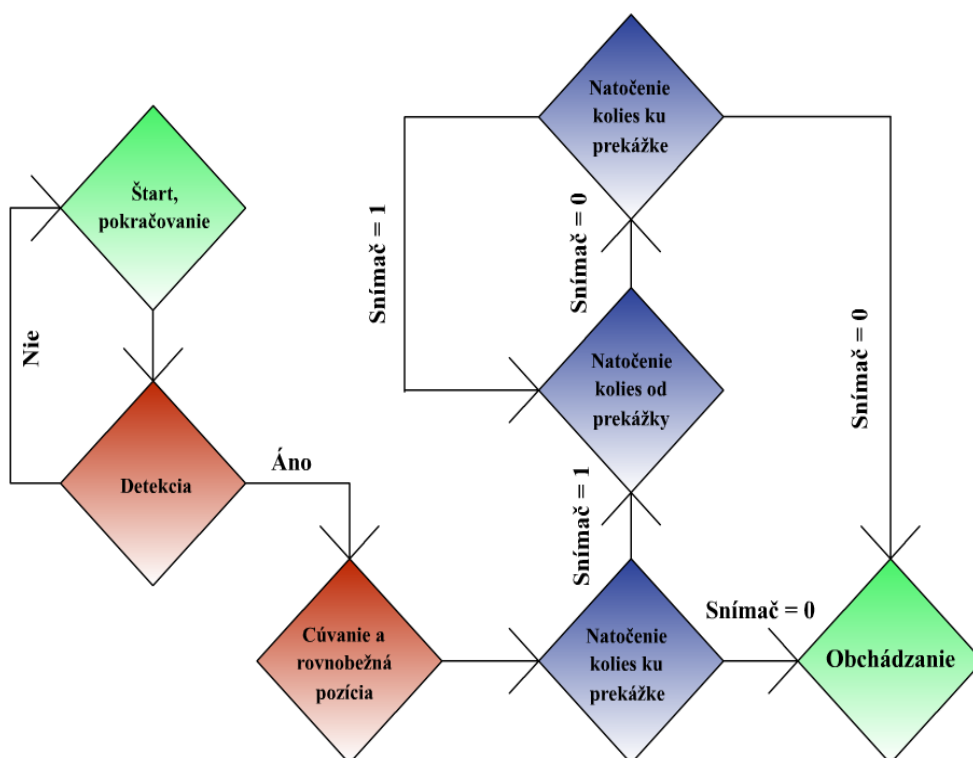 Natočenie
kolies ku
prekážke
Štart,
pokračovanie
Snímač = 1
Snímač = 0
Snímač = 0
Nie
Natočenie
kolies od
prekážky
Áno
Detekcia
Snímač = 1
Snímač = 0
Cúvanie a
rovnobežná
pozícia
Natočenie
kolies ku
prekážke
Obchádzanie